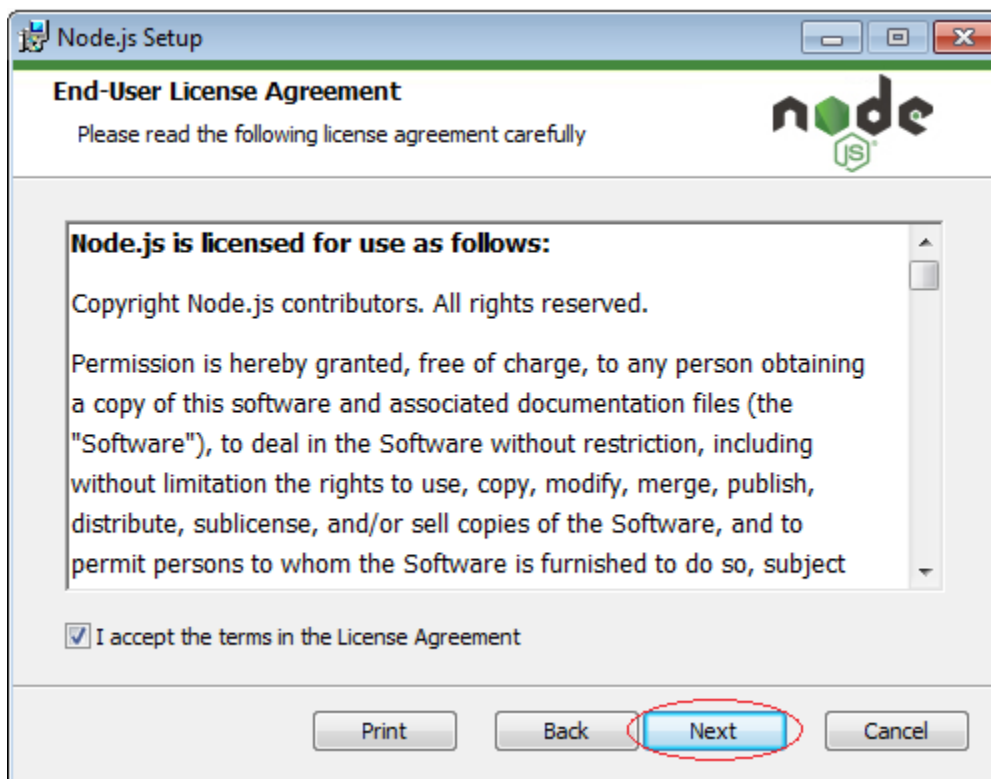 Node.js Setup
End-User License Agreement
Please read the following license agreement carefully
node
JS
Node.js is licensed for use as follows:
Copyright Node.js contributors. All rights reserved.
Permission is hereby granted, free of charge, to any person obtaining
a copy of this software and associated documentation files (the
"Software"), to deal in the Software without restriction, including
without limitation the rights to use, copy, modify, merge, publish,
distribute, sublicense, and/or sell copies of the Software, and to
permit persons to whom the Software is furnished to do so, subject
I accept the terms in the License Agreement
Print Back Next Cancel